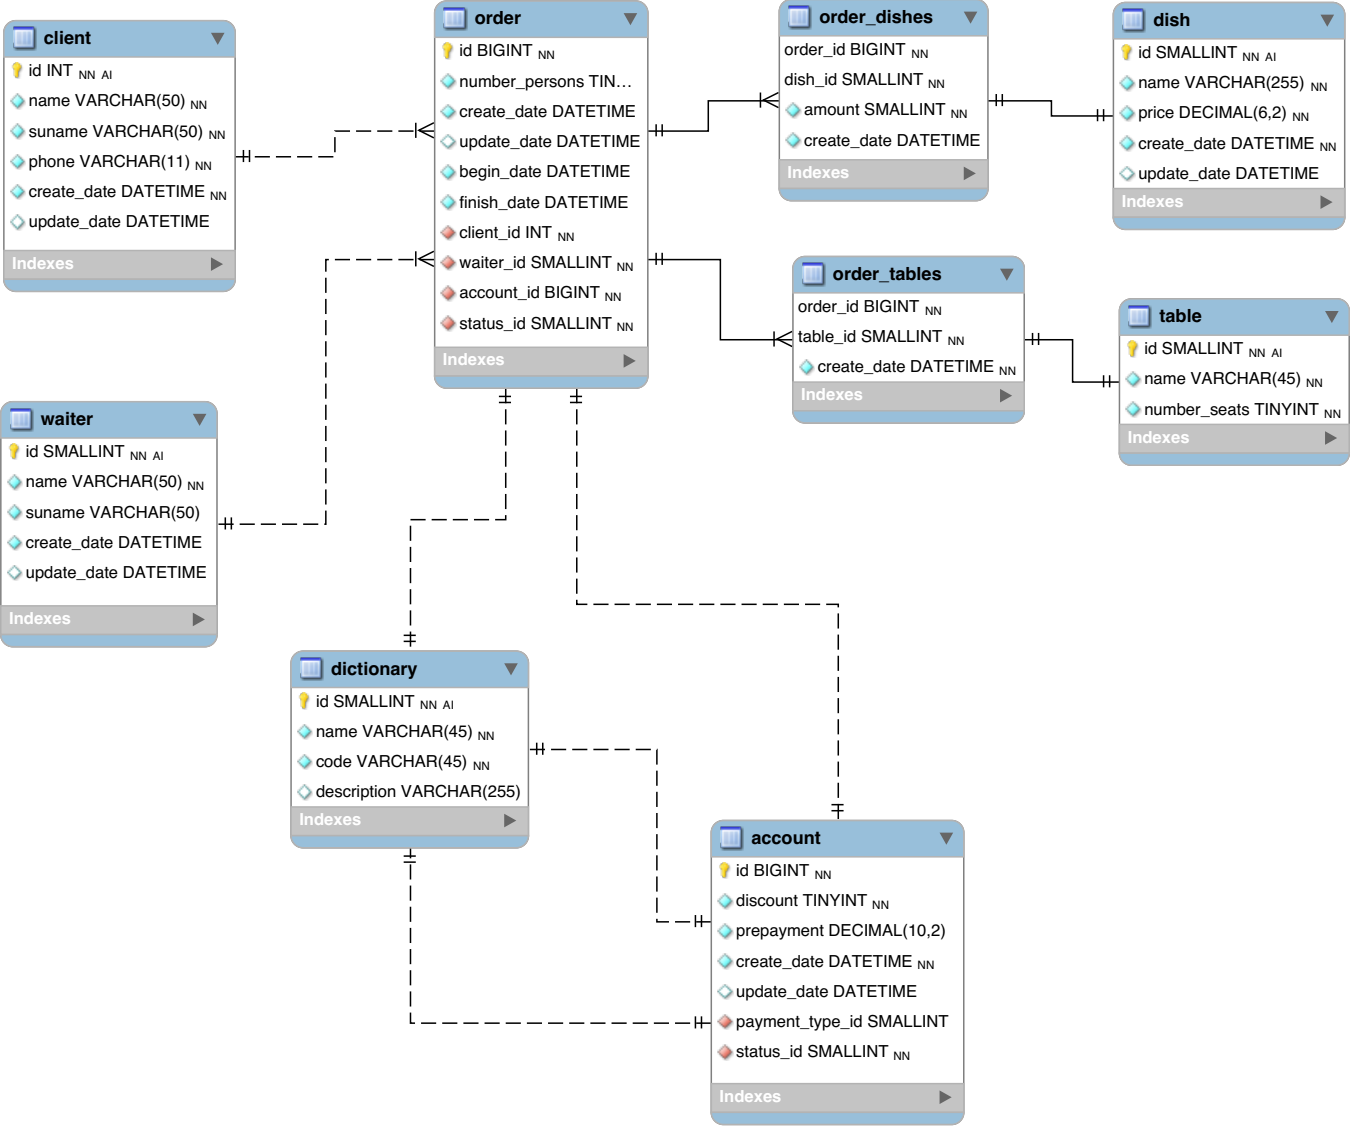 client
id INT NN AI
name VARCHAR(50) NN
suname VARCHAR(50) NN
phone VARCHAR(11) NN
create_date DATETIME NN
update_date DATETIME
Indexes
order
id BIGINT NN
number_persons TIN...
create_date DATETIME
update_date DATETIME
begin_date DATETIME
finish_date DATETIME
client_id INT NN
waiter_id SMALLINT NN
account_id BIGINT NN
status_id SMALLINT NN
Indexes
order_dishes
order_id BIGINT NN
dish_id SMALLINT NN
amount SMALLINT NN
create_date DATETIME
Indexes
dish
id SMALLINT NN AI
name VARCHAR(255) NN
price DECIMAL(6,2) NN
create_date DATETIME NN
update_date DATETIME
Indexes
order_tables
order_id BIGINT NN
table_id SMALLINT NN
create_date DATETIME NN
Indexes
table
id SMALLINT NN AI
name VARCHAR(45) NN
number_seats TINYINT NN
Indexes
waiter
id SMALLINT NN AI
name VARCHAR(50) NN
suname VARCHAR(50)
create_date DATETIME
update_date DATETIME
Indexes
dictionary
id SMALLINT NN AI
name VARCHAR(45) NN
code VARCHAR(45) NN
description VARCHAR(255)
Indexes
account
id BIGINT NN
discount TINYINT NN
prepayment DECIMAL(10,2)
create_date DATETIME NN
update_date DATETIME
payment_type_id SMALLINT
status_id SMALLINT NN
Indexes